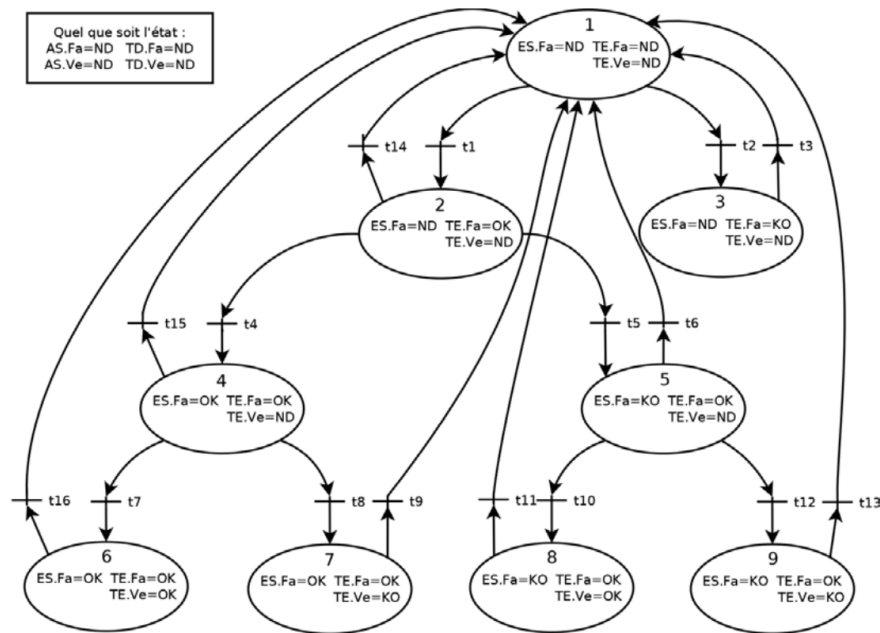 Quel que soit l'état :
AS.Fa=ND TD.Fa=ND
AS.Ve=ND TD.Ve=ND
1
ES.Fa=ND TE.Fa=ND
TE.Ve=ND
t14
t1
t2
t3
2
ES.Fa=ND TE.Fa=OK
TE.Ve=ND
3
ES.Fa=ND TE.Fa=KO
TE.Ve=ND
t15
t4
t5
t6
4
ES.Fa=OK TE.Fa=OK
TE.Ve=ND
5
ES.Fa=KO TE.Fa=OK
TE.Ve=ND
t16
t7
t8
t9
t11
t10
t12
t13
6
ES.Fa=OK TE.Fa=OK
TE.Ve=OK
7
ES.Fa=OK TE.Fa=OK
TE.Ve=KO
8
ES.Fa=KO TE.Fa=OK
TE.Ve=OK
9
ES.Fa=KO TE.Fa=OK
TE.Ve=KO